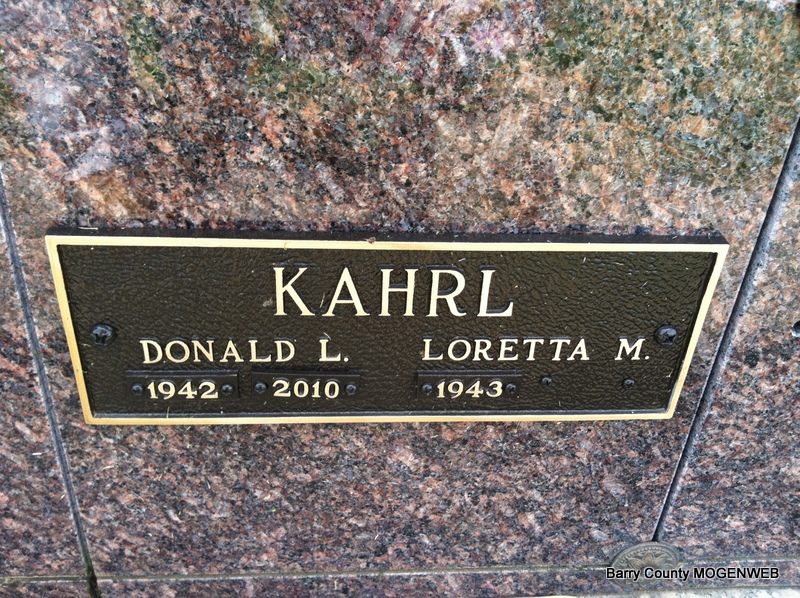 KAHRL
DONALD L. LORETTA M.
1942 2010 1943
Barry County MOGENWEB